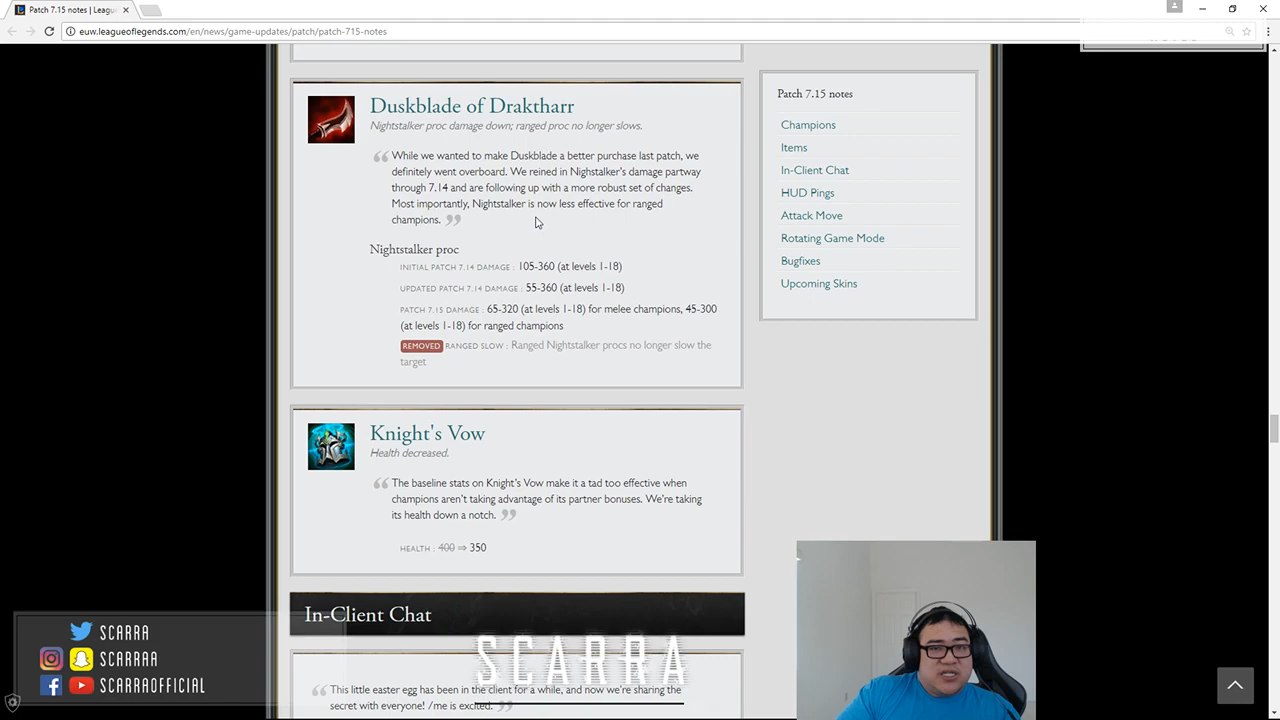 Patch 7.15 notes | Leagu
euw.leagueoflegends.com/en/news/game-updates/patch/patch-715-notes
Duskblade of Draktharr
Nightstalker proc damage down; ranged proc no longer slows.
While we wanted to make Duskblade a better purchase last patch, we
definitely went overboard. We reined in Nighstalker's damage partway
through 7.14 and are following up with a more robust set of changes.
Most importantly, Nightstalker is now less effective for ranged
champions.
Nightstalker proc
INITIAL PATCH 7.14 DAMAGE : 105-360 (at levels 1-18)
UPDATED PATCH 7.14 DAMAGE : 55-360 (at levels 1-18)
PATCH 7.15 DAMAGE : 65-320 (at levels 1-18) for melee champions, 45-300
(at levels 1-18) for ranged champions
REMOVED RANGED SLOW : Ranged Nightstalker procs no longer slow the
target
Knight's Vow
Health decreased.
The baseline stats on Knight's Vow make it a tad too effective when
champions aren't taking advantage of its partner bonuses. We're taking
its health down a notch.
HEALTH : 400 ⇒ 350
In-Client Chat
This little easter egg has been in the client for a while, and now we're sharing the
secret with everyone! /me is excited.
Patch 7.15 notes
Champions
Items
In-Client Chat
HUD Pings
Attack Move
Rotating Game Mode
Bugfixes
Upcoming Skins
SCARRA
SCARRRA
SCARRAOFFICIAL
SCARRA